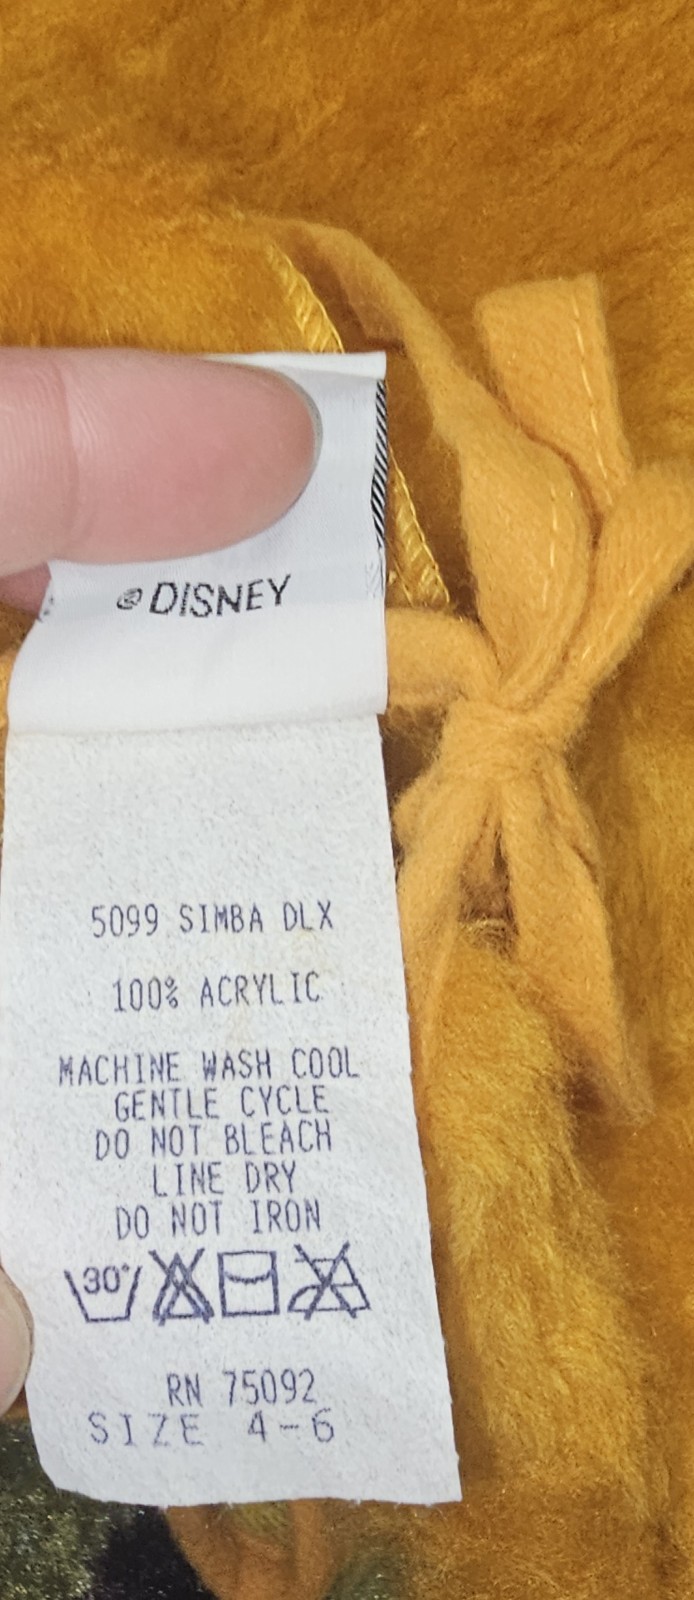 © DISNEY
5099 SIMBA DLX
100% ACRYLIC
MACHINE WASH COOL
GENTLE CYCLE
DO NOT BLEACH
LINE DRY
DO NOT IRON
30°
RN 75092
SIZE 4-6